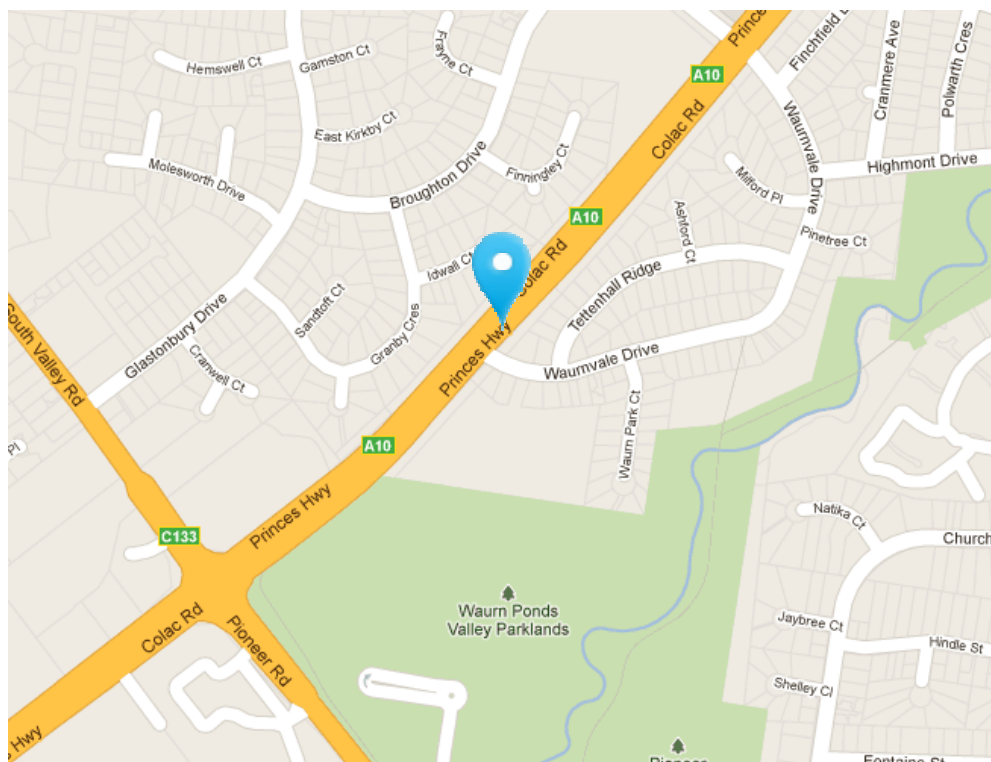 Princes
Hemswell Ct
Gamston Ct
Frayne Ct
A10
Colac Rd
Finchfield
Cranmere Ave
Polwarth Cres
East Kirkby Ct
Waurnvale Drive
Highmont Drive
Molesworth Drive
Broughton Drive
Finningley Ct
Milford Pl
A10
Ashford Ct
Pinetree Ct
Idwall Ct
Colac Rd
Tettenhall Ridge
South Valley Rd
Glastonbury Drive
Sandtoft Ct
Granby Cres
Princes Hwy
Waurnvale Drive
Cranwell Ct
Waurn Park Ct
Pl
A10
Princes Hwy
C133
Natika Ct
Church
Waurn Ponds
Valley Parklands
Colac Rd
Pioneer Rd
Jaybree Ct
Hindle St
Shelley Cl
Hwy
Pioneer
Fontaine St